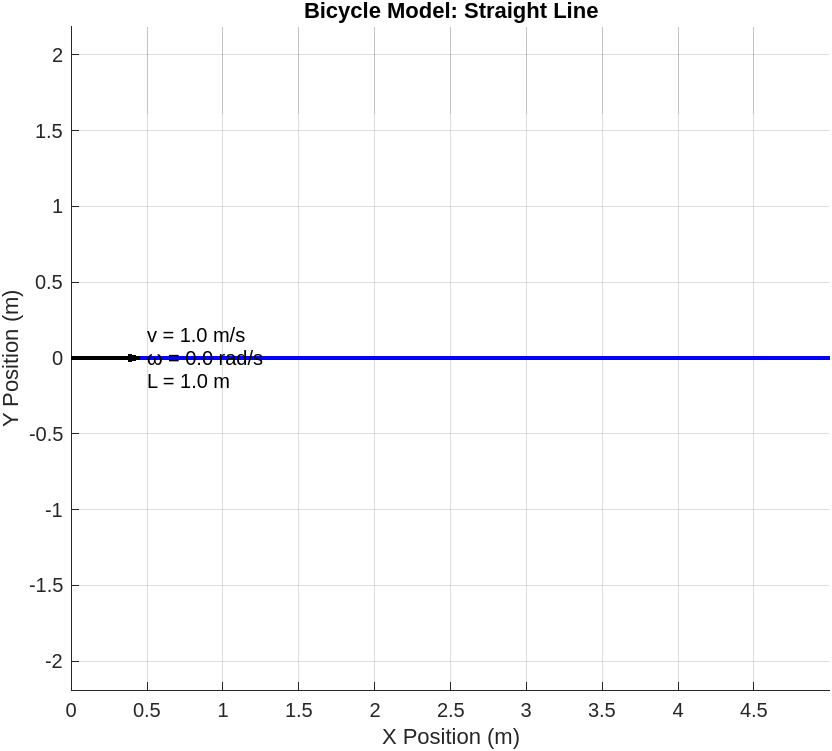 Bicycle Model: Straight Line
2
1.5
1
0.5
0
-0.5
-1
-1.5
-2
Y Position (m)
v = 1.0 m/s
ω = 0.0 rad/s
L = 1.0 m
0 0.5 1 1.5 2 2.5 3 3.5 4 4.5
X Position (m)